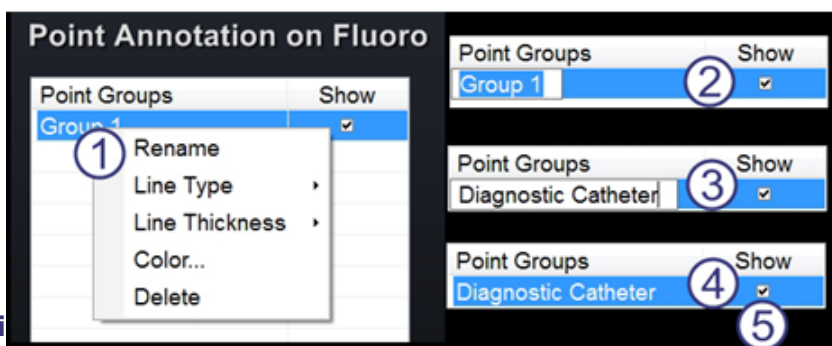 Point Annotation on Fluoro
Point Groups Show
Group 1
1
Rename
Line Type
Line Thickness
Color...
Delete
Point Groups Show
Group 1
2
Point Groups Show
Diagnostic Catheter
3
Point Groups Show
Diagnostic Catheter
4
5
i